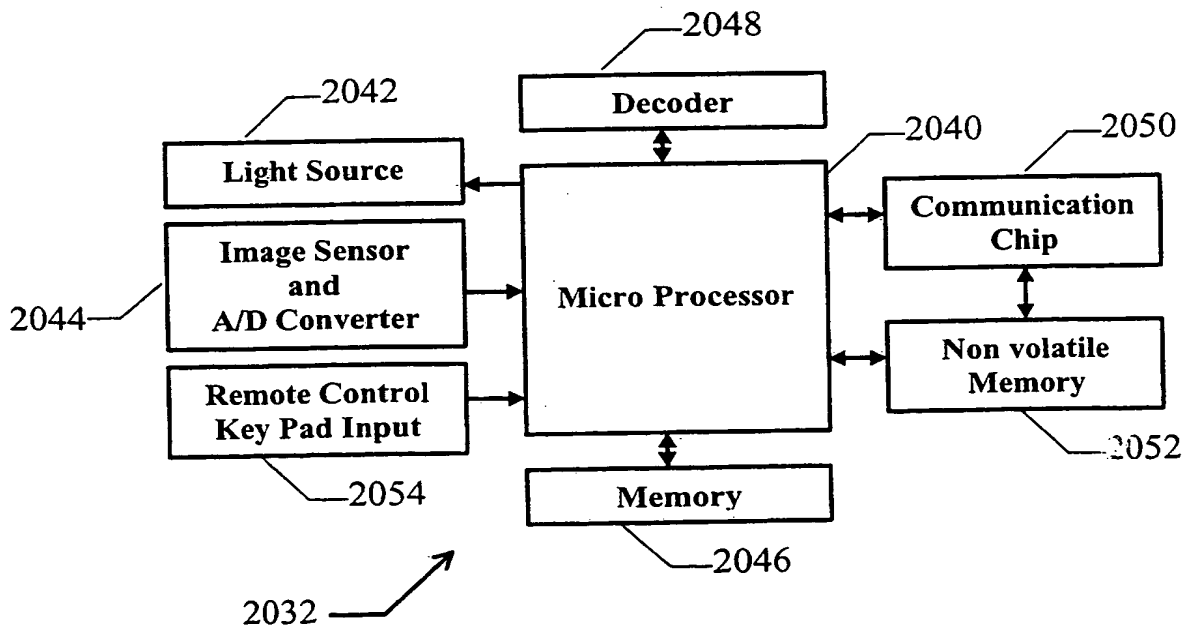 2048
Decoder
2042
Light Source
2040
2050
Communication
Chip
Image Sensor
and
A/D Converter
2044
Micro Processor
Non volatile
Memory
2052
Remote Control
Key Pad Input
2054
Memory
2046
2032